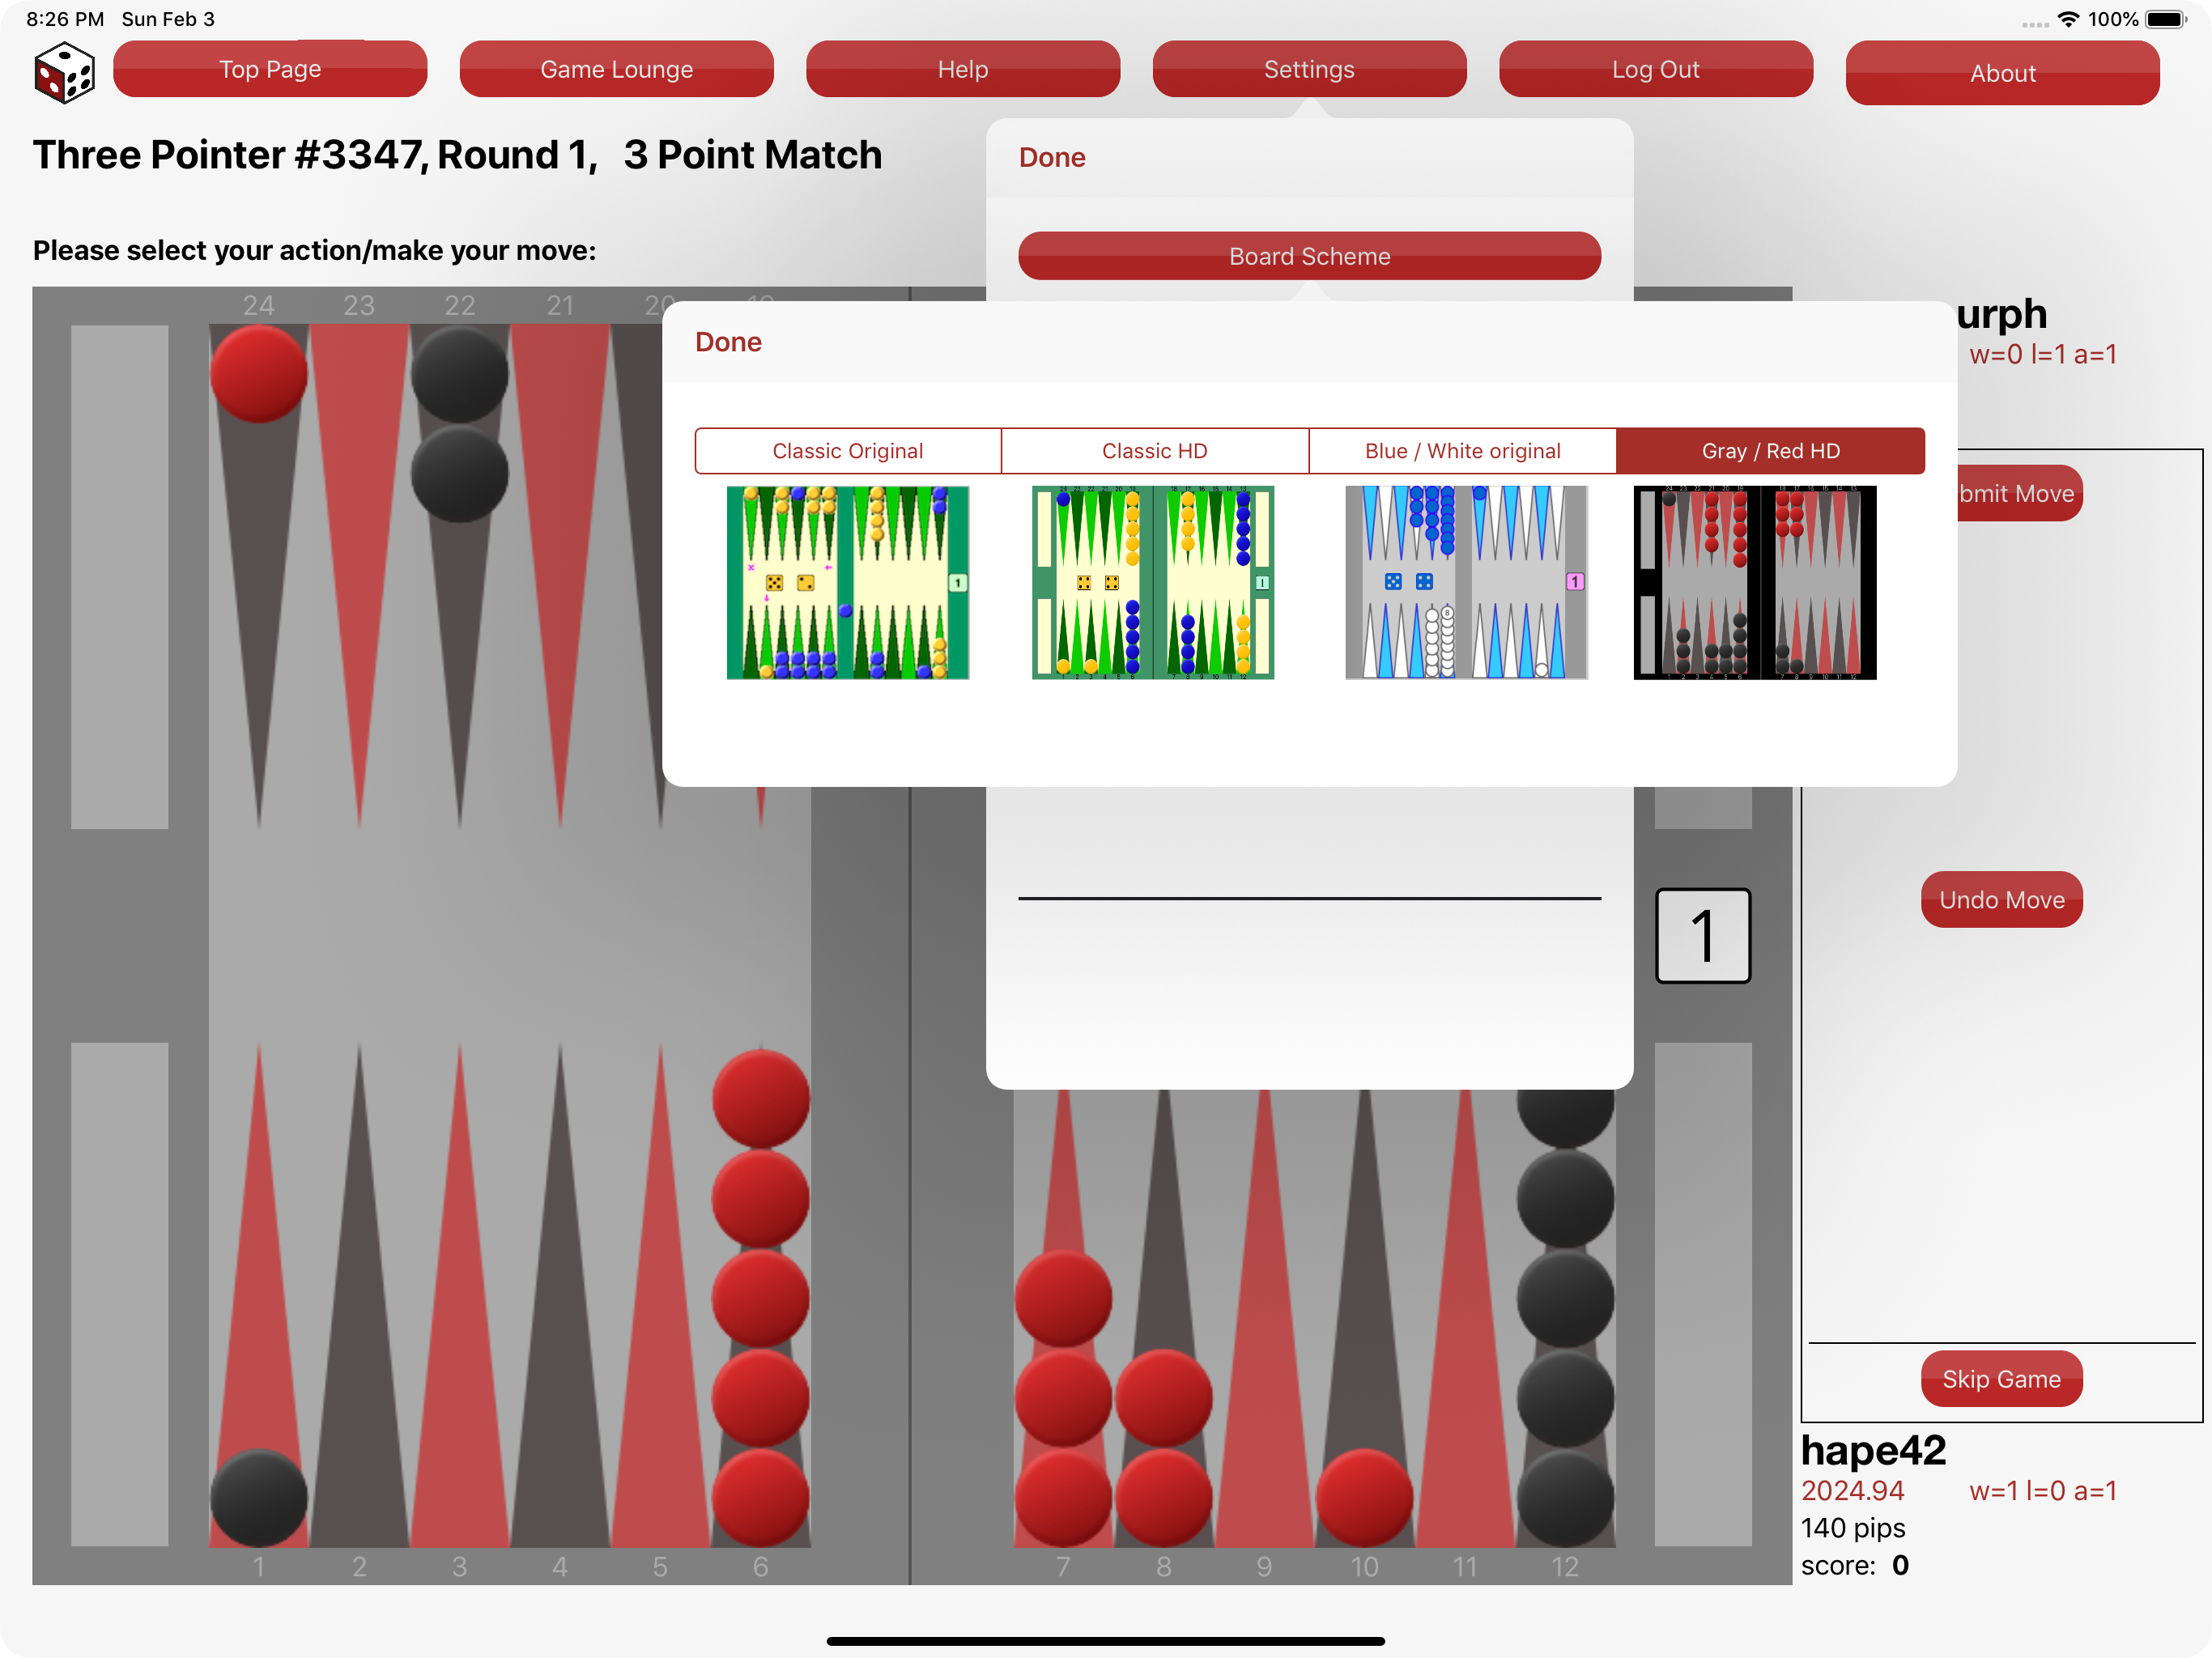 8:26 PM Sun Feb 3 100%
Top Page Game Lounge Help Settings Log Out About
Three Pointer #3347, Round 1, 3 Point Match
Done
Please select your action/make your move:
Board Scheme
24 23 22 21
urph
Done
w=0 l=1 a=1
Classic Original Classic HD Blue / White original Gray / Red HD
bmit Move
1 1 1
8
Undo Move
1
Skip Game
hape42
2024.94 w=1 l=0 a=1
140 pips
1 2 3 4 5 6 7 8 9 10 11 12
score: 0